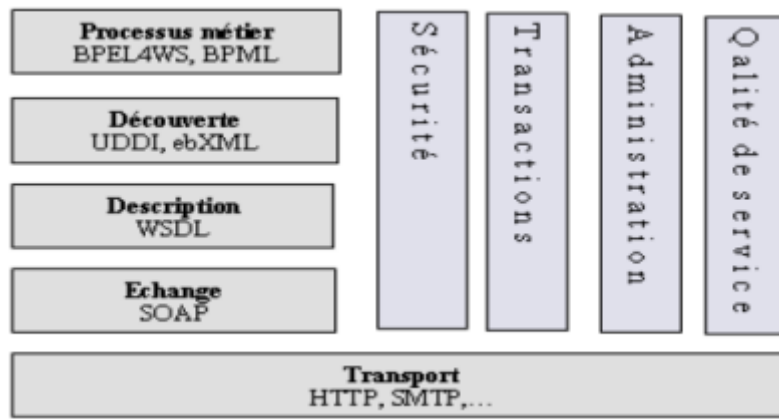 Processus métier
BPEL4WS, BPML
Découverte
UDDI, ebXML
Description
WSDL
Echange
SOAP
Sécurité
Transactions
Administration
Qalité de service
Transport
HTTP, SMTP,...